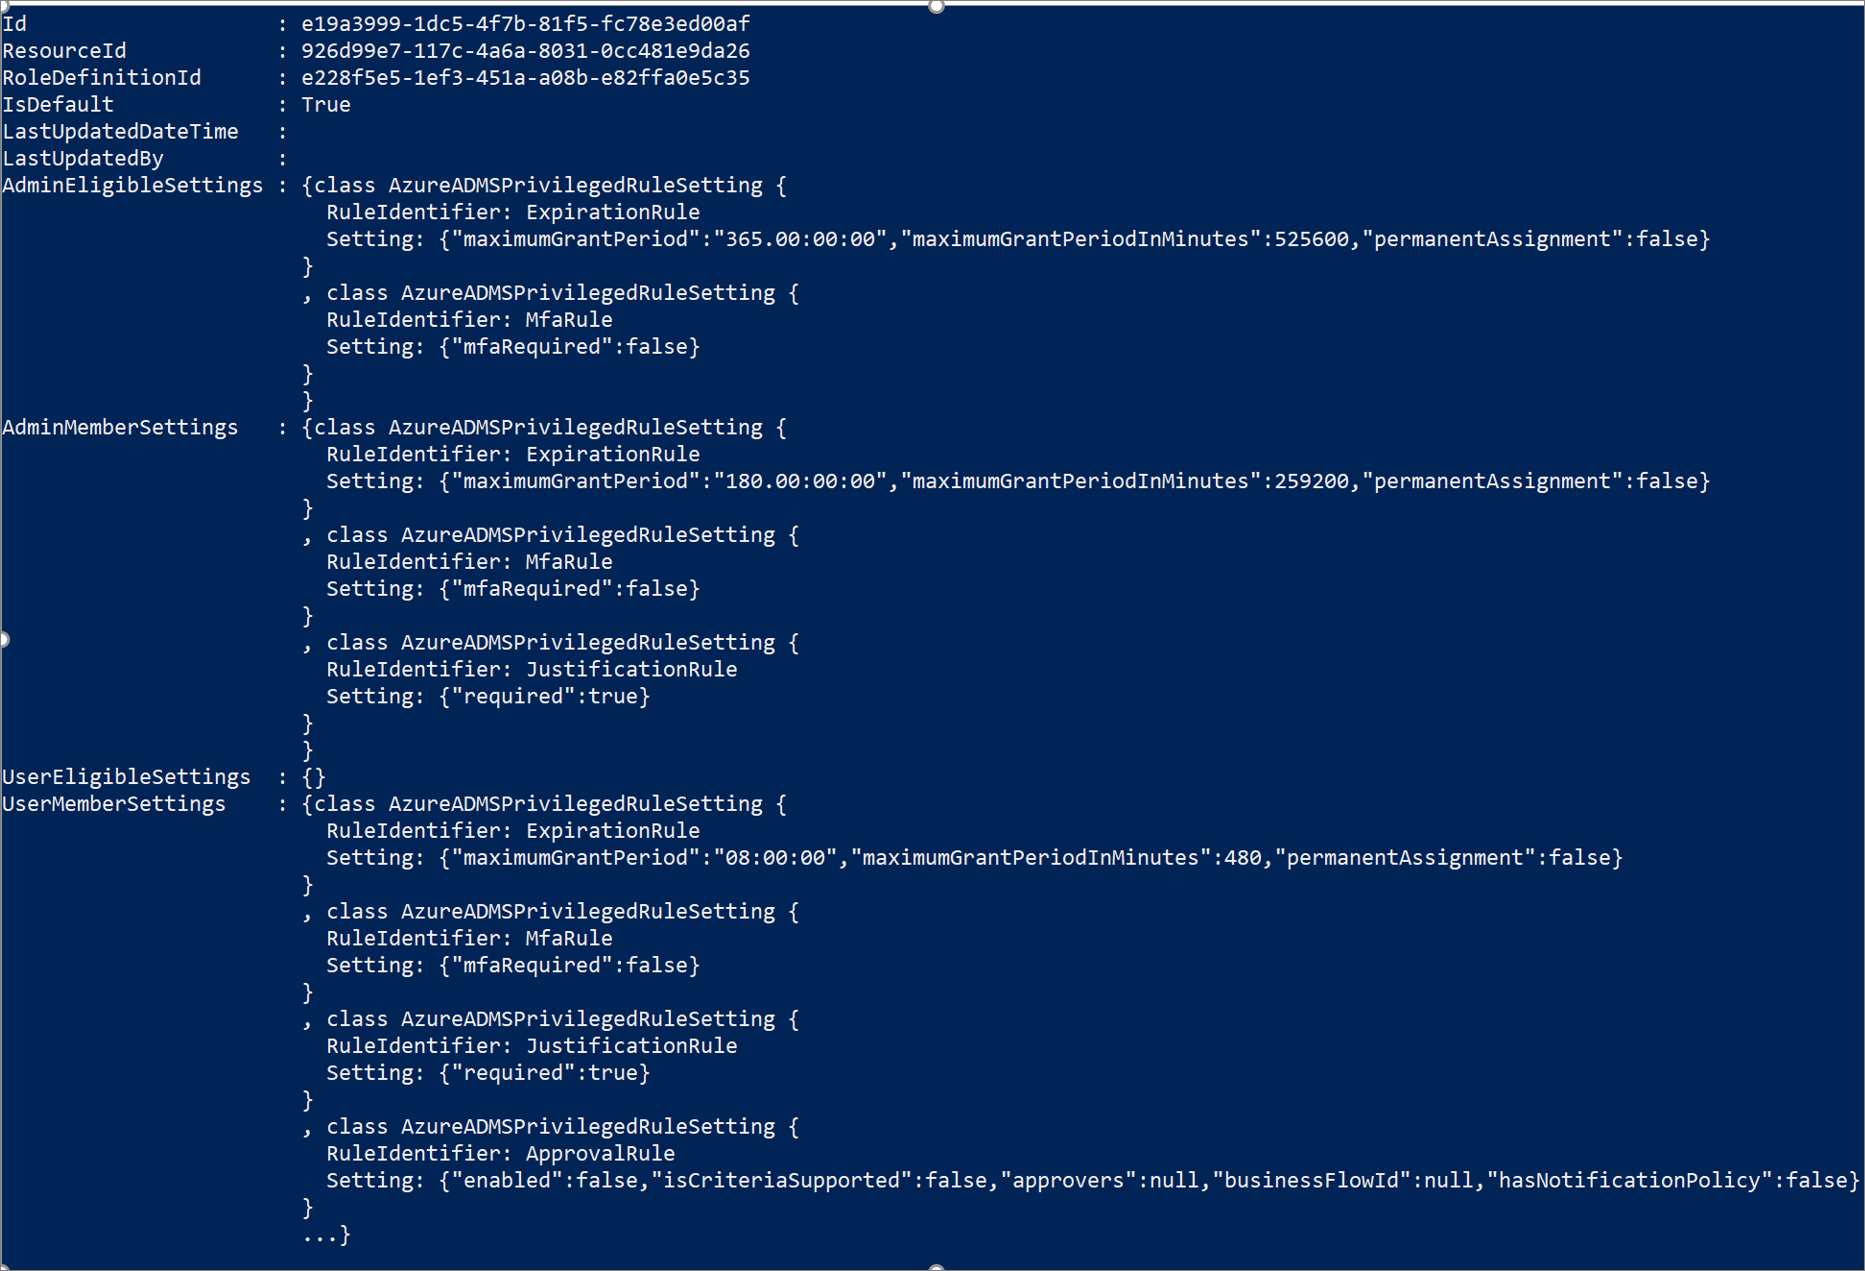 Id                    : e19a3999-1dc5-4f7b-81f5-fc78e3ed00af
ResourceId            : 926d99e7-117c-4a6a-8031-0cc481e9da26
RoleDefinitionId      : e228f5e5-1ef3-451a-a08b-e82ffa0e5c35
IsDefault             : True
LastUpdatedDateTime   :
LastUpdatedBy         :
AdminEligibleSettings : {class AzureADMSPrivilegedRuleSetting {
                          RuleIdentifier: ExpirationRule
                          Setting: {"maximumGrantPeriod":"365.00:00:00","maximumGrantPeriodInMinutes":525600,"permanentAssignment":false}
                        }
                        , class AzureADMSPrivilegedRuleSetting {
                          RuleIdentifier: MfaRule
                          Setting: {"mfaRequired":false}
                        }
                        }
AdminMemberSettings   : {class AzureADMSPrivilegedRuleSetting {
                          RuleIdentifier: ExpirationRule
                          Setting: {"maximumGrantPeriod":"180.00:00:00","maximumGrantPeriodInMinutes":259200,"permanentAssignment":false}
                        }
                        , class AzureADMSPrivilegedRuleSetting {
                          RuleIdentifier: MfaRule
                          Setting: {"mfaRequired":false}
                        }
                        , class AzureADMSPrivilegedRuleSetting {
                          RuleIdentifier: JustificationRule
                          Setting: {"required":true}
                        }
                        }
UserEligibleSettings  : {}
UserMemberSettings    : {class AzureADMSPrivilegedRuleSetting {
                          RuleIdentifier: ExpirationRule
                          Setting: {"maximumGrantPeriod":"08:00:00","maximumGrantPeriodInMinutes":480,"permanentAssignment":false}
                        }
                        , class AzureADMSPrivilegedRuleSetting {
                          RuleIdentifier: MfaRule
                          Setting: {"mfaRequired":false}
                        }
                        , class AzureADMSPrivilegedRuleSetting {
                          RuleIdentifier: JustificationRule
                          Setting: {"required":true}
                        }
                        , class AzureADMSPrivilegedRuleSetting {
                          RuleIdentifier: ApprovalRule
                          Setting: {"enabled":false,"isCriteriaSupported":false,"approvers":null,"businessFlowId":null,"hasNotificationPolicy":false}
                        }
                        ...}